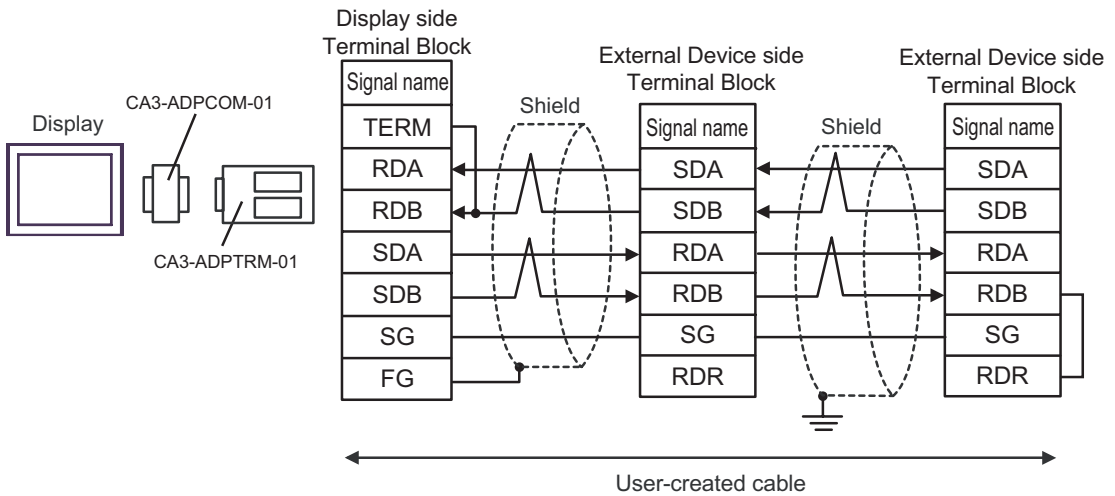 Display side
Terminal Block
External Device side
Terminal Block
External Device side
Terminal Block
CA3-ADPCOM-01
Display
CA3-ADPTRM-01
Signal name
TERM
RDA
RDB
SDA
SDB
SG
FG
Shield
Signal name
SDA
SDB
RDA
RDB
SG
RDR
Shield
Signal name
SDA
SDB
RDA
RDB
SG
RDR
User-created cable